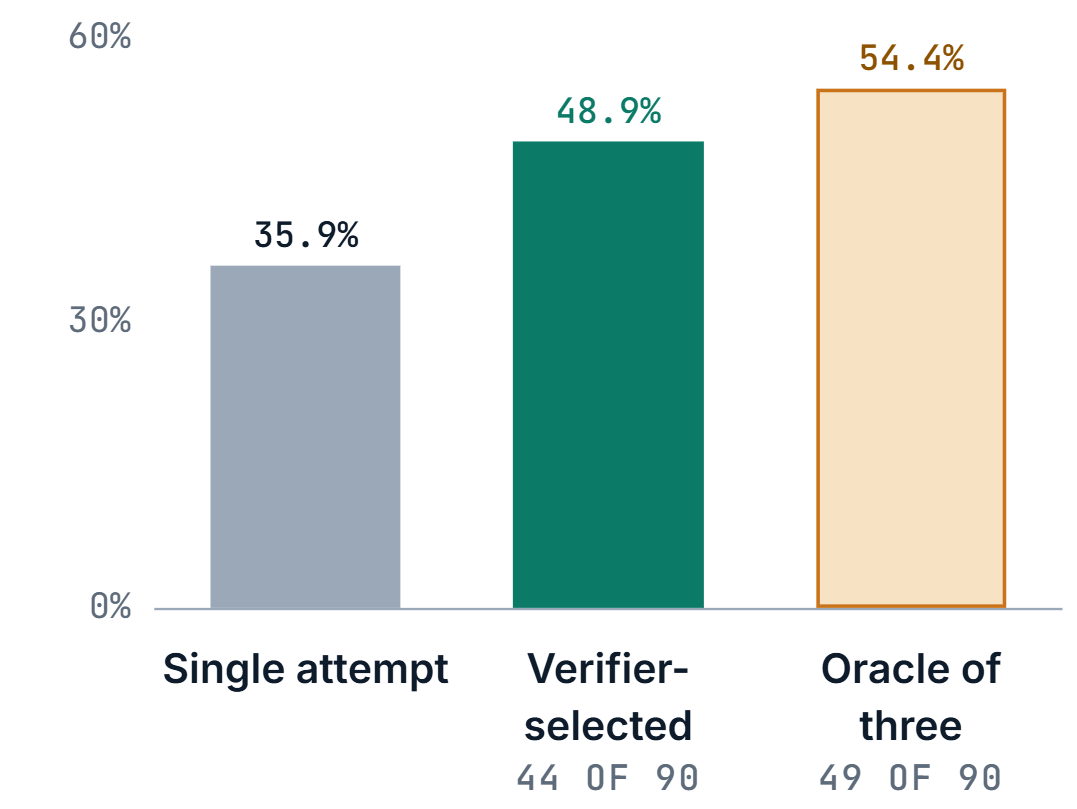 60%
54.4%
48.9%
35.9%
30%
0%
Single attempt
Verifier-
selected
44 OF 90
Oracle of
three
49 OF 90